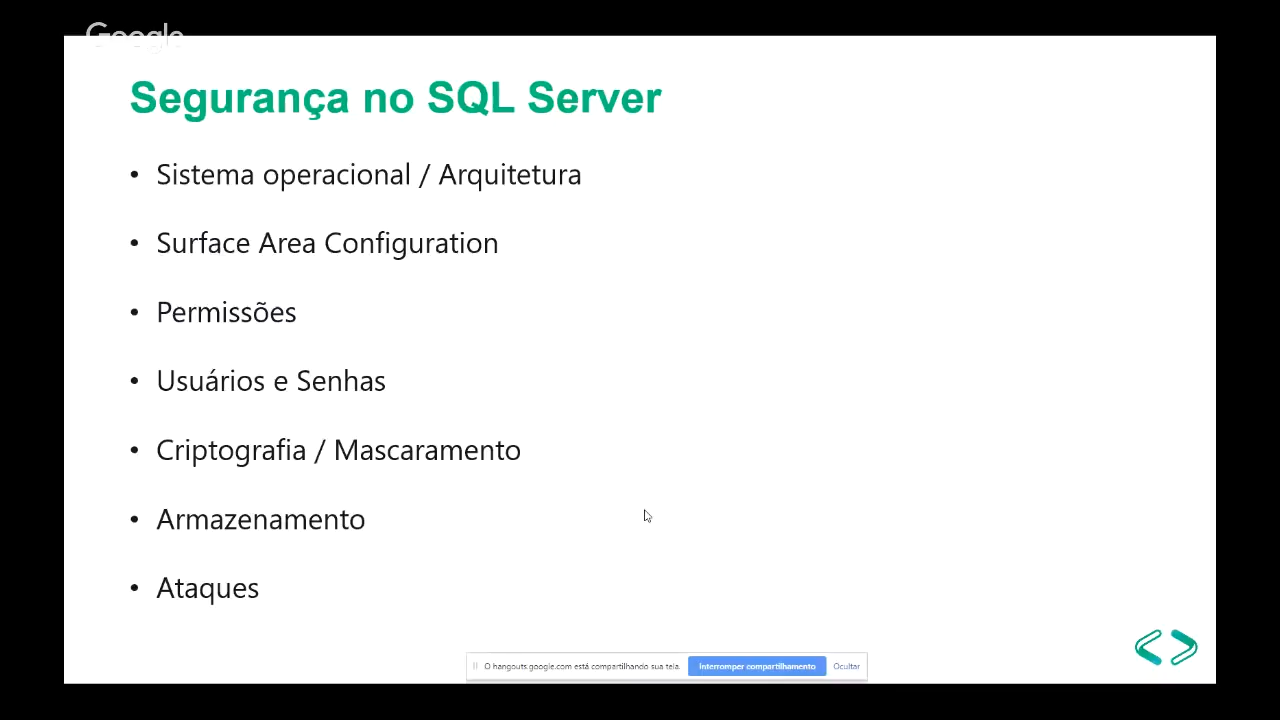 Google
Segurança no SQL Server
• Sistema operacional / Arquitetura
• Surface Area Configuration
• Permissões
• Usuários e Senhas
• Criptografia / Mascaramento
• Armazenamento
• Ataques
O hangouts.google.com está compartilhando sua tela. Interromper compartilhamento Ocultar